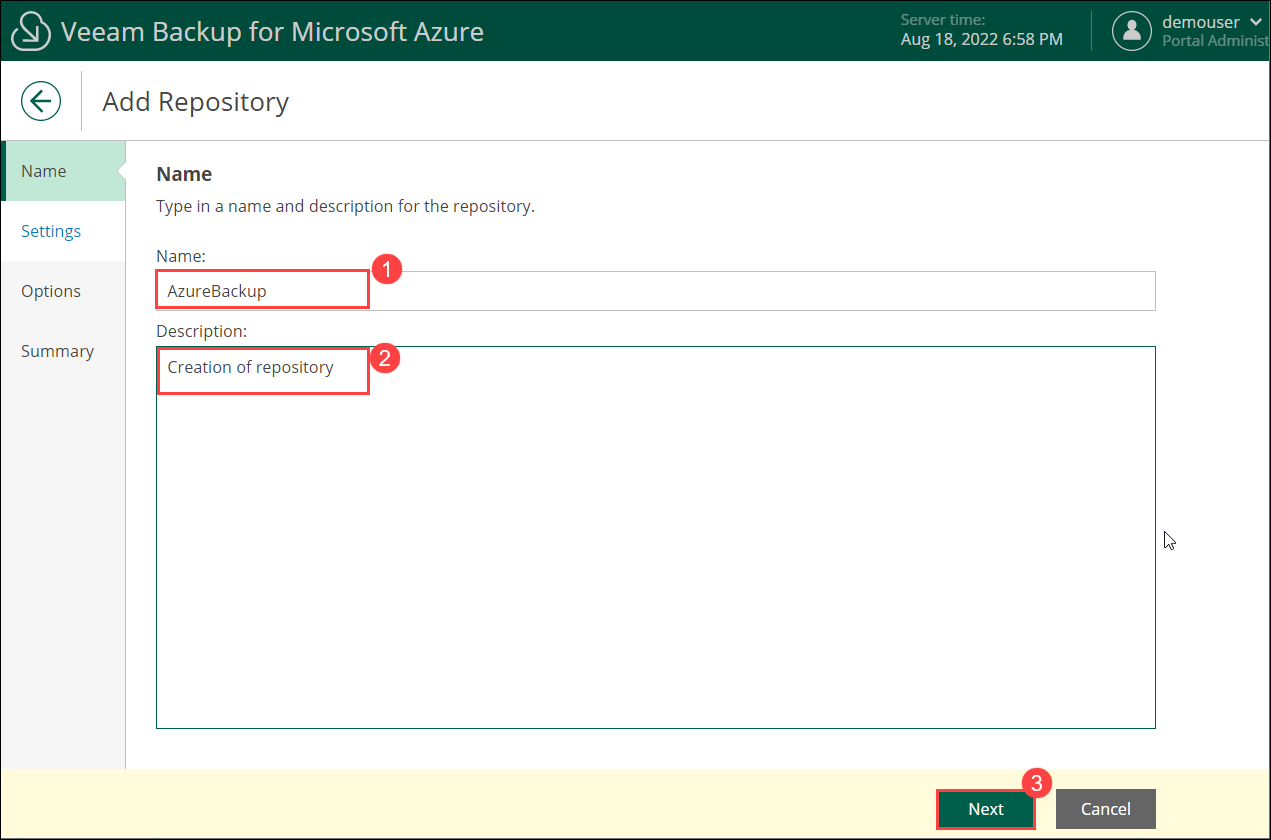 Veeam Backup for Microsoft Azure
Server time:
Aug 18, 2022 6:58 PM
demouser
Portal Administ
Add Repository
Name
Settings
Options
Summary
Name
Type in a name and description for the repository.
Name:
1
AzureBackup
Description:
2
Creation of repository
3
Next
Cancel